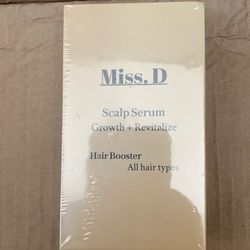 Miss. D
Scalp Serum
Growth + Revitalize
Hair Booster
All hair types